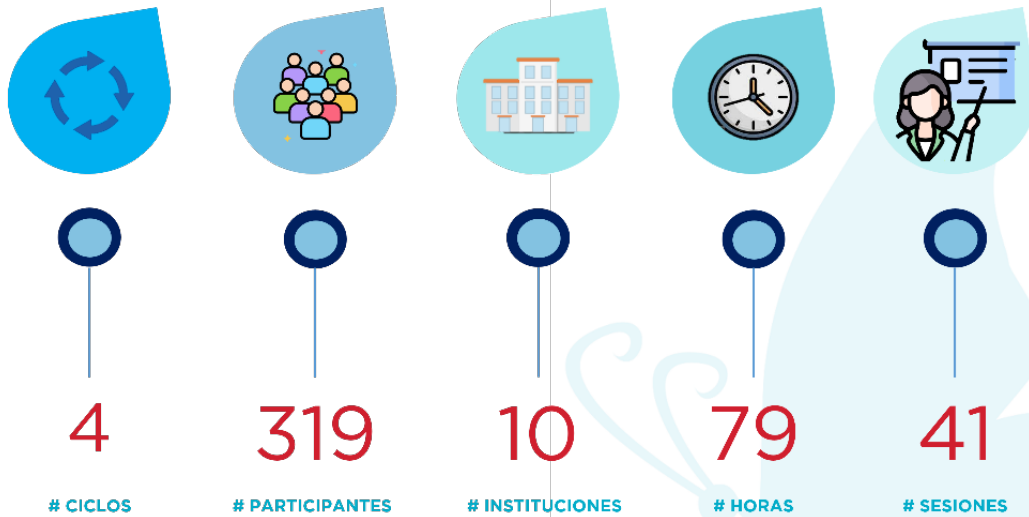 4
319
10
79
41
# CICLOS
# PARTICIPANTES
# INSTITUCIONES
# HORAS
# SESIONES